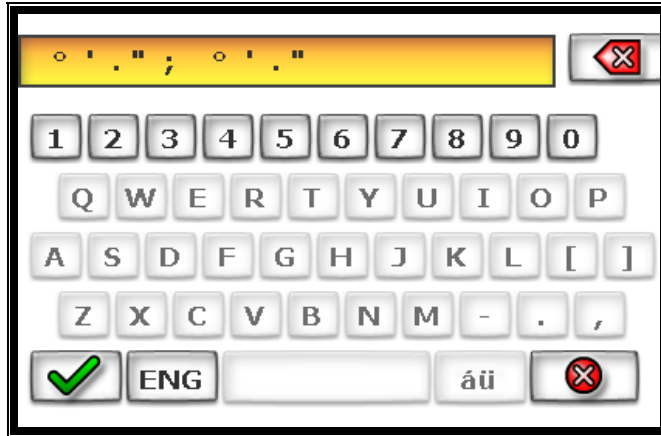 ° ' . " ; ° ' . "
1 2 3 4 5 6 7 8 9 0
Q W E R T Y U I O P
A S D F G H J K L [ ]
Z X C V B N M - . ,
ENG áü